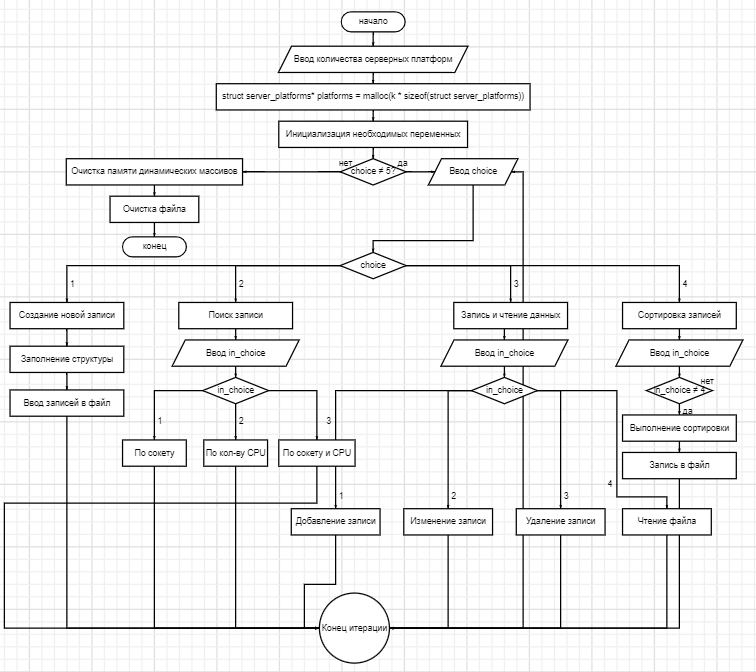 начало
Ввод количества серверных платформ
struct server_platforms* platforms = malloc(k * sizeof(struct server_platforms))
Инициализация необходимых переменных
нет
да
Очистка памяти динамических массивов
choice ≠ 5?
Ввод choice
Очистка файла
конец
choice
1
2
3
4
Создание новой записи
Поиск записи
Запись и чтение данных
Сортировка записей
Заполнение структуры
Ввод in_choice
Ввод in_choice
Ввод in_choice
Ввод записей в файл
in_choice
in_choice
in_choice ≠ 4
нет
да
1
2
3
Выполнение сортировки
По сокету
По кол-ву CPU
По сокету и CPU
Запись в файл
1
2
3
4
Добавление записи
Изменение записи
Удаление записи
Чтение файла
Конец итерации